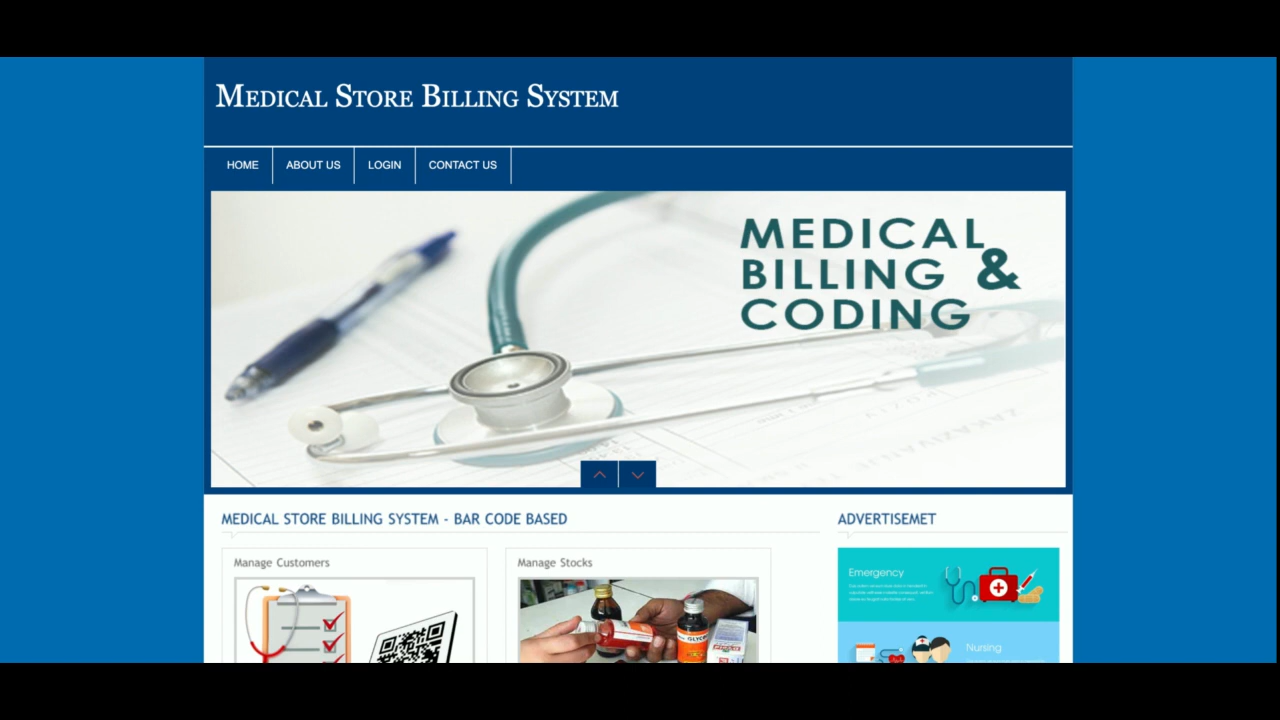 MEDICAL STORE BILLING SYSTEM
HOME
ABOUT US
LOGIN
CONTACT US
MEDICAL
BILLING &
CODING
MEDICAL STORE BILLING SYSTEM - BAR CODE BASED
ADVERTISEMET
Manage Customers
Manage Stocks
Emergency
Nursing